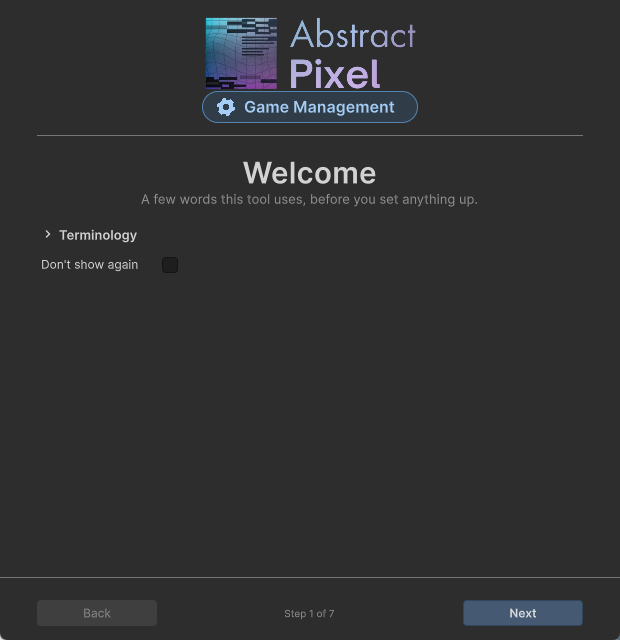 Abstract
Pixel
Game Management
Welcome
A few words this tool uses, before you set anything up.
Terminology
Don't show again
Back
Step 1 of 7
Next